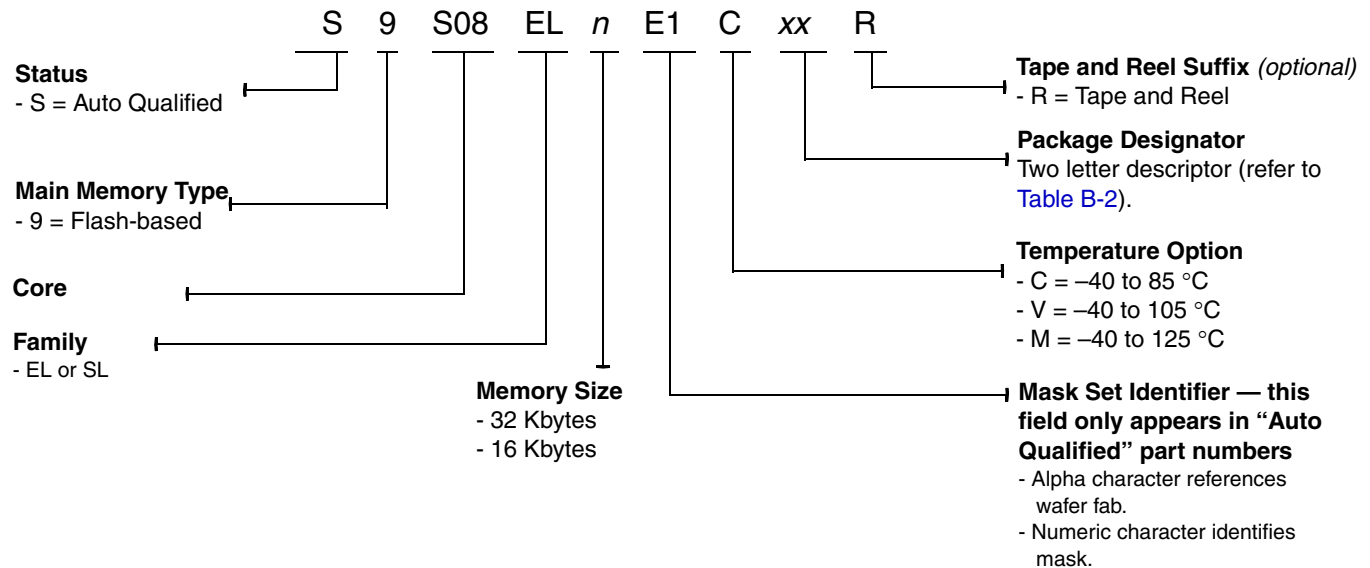 S 9 S08 EL n E1 C xx R
Status
- S = Auto Qualified
Main Memory Type
- 9 = Flash-based
Core
Family
- EL or SL
Memory Size
- 32 Kbytes
- 16 Kbytes
Tape and Reel Suffix (optional)
- R = Tape and Reel
Package Designator
Two letter descriptor (refer to
Table B-2).
Temperature Option
- C = –40 to 85 °C
- V = –40 to 105 °C
- M = –40 to 125 °C
Mask Set Identifier — this
field only appears in “Auto
Qualified” part numbers
- Alpha character references
wafer fab.
- Numeric character identifies
mask.